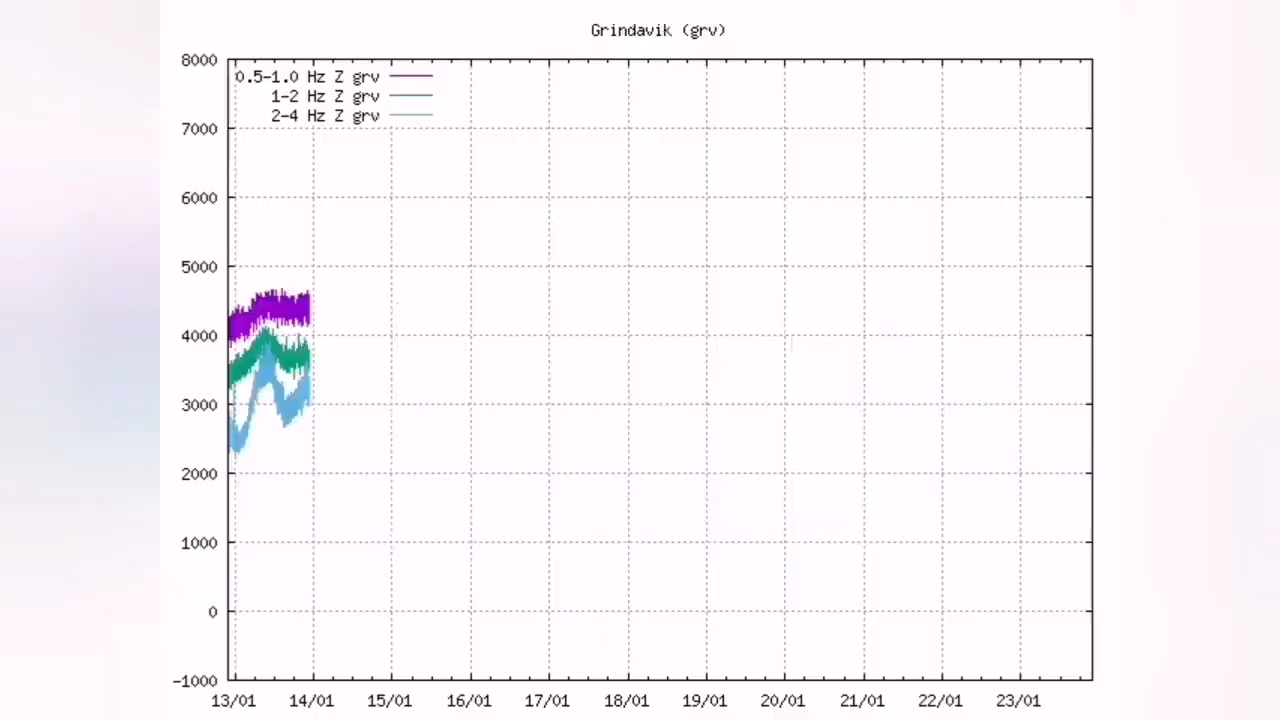 Grindavik (grv)
8000
0.5-1.0 Hz Z grv
1-2 Hz Z grv
2-4 Hz Z grv
7000
6000
5000
4000
3000
2000
1000
0
-1000
13/01 14/01 15/01 16/01 17/01 18/01 19/01 20/01 21/01 22/01 23/01